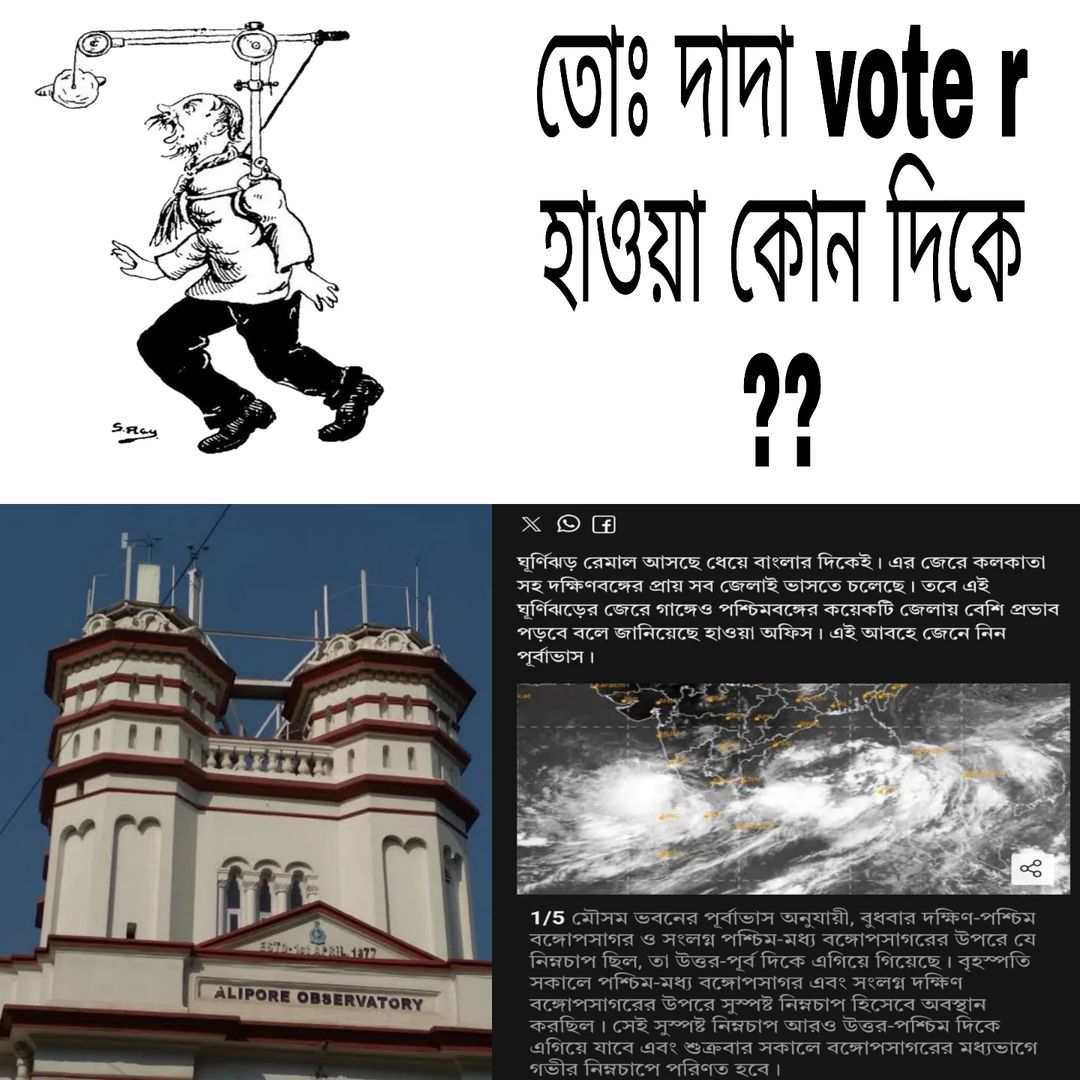 তোঃ দাদা vote r
হাওয়া কোন দিকে
??
S. Ray
ESTD-1st APRIL, 1877
ALIPORE OBSERVATORY
ঘূর্ণিঝড় রেমাল আসছে ধেয়ে বাংলার দিকেই। এর জেরে কলকাতা
সহ দক্ষিণবঙ্গের প্রায় সব জেলাই ভাসতে চলেছে। তবে এই
ঘূর্ণিঝড়ের জেরে গাঙ্গেও পশ্চিমবঙ্গের কয়েকটি জেলায় বেশি প্রভাব
পড়বে বলে জানিয়েছে হাওয়া অফিস। এই আবহে জেনে নিন
পূর্বাভাস।
1/5 মৌসম ভবনের পূর্বাভাস অনুযায়ী, বুধবার দক্ষিণ-পশ্চিম
বঙ্গোপসাগর ও সংলগ্ন পশ্চিম-মধ্য বঙ্গোপসাগরের উপরে যে
নিম্নচাপ ছিল, তা উত্তর-পূর্ব দিকে এগিয়ে গিয়েছে। বৃহস্পতি
সকালে পশ্চিম-মধ্য বঙ্গোপসাগর এবং সংলগ্ন দক্ষিণ
বঙ্গোপসাগরের উপরে সুস্পষ্ট নিম্নচাপ হিসেবে অবস্থান
করছিল। সেই সুস্পষ্ট নিম্নচাপ আরও উত্তর-পশ্চিম দিকে
এগিয়ে যাবে এবং শুক্রবার সকালে বঙ্গোপসাগরের মধ্যভাগে
গভীর নিম্নচাপে পরিণত হবে।